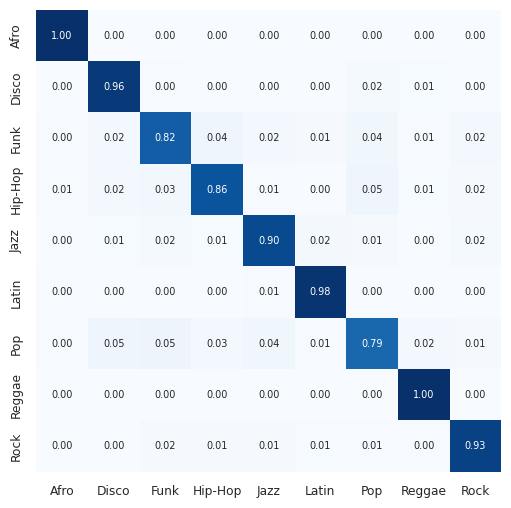 Afro 1.00 0.00 0.00 0.00 0.00 0.00 0.00 0.00 0.00
Disco 0.00 0.96 0.00 0.00 0.00 0.00 0.02 0.01 0.00
Funk 0.00 0.02 0.82 0.04 0.02 0.01 0.04 0.01 0.02
Hip-Hop 0.01 0.02 0.03 0.86 0.01 0.00 0.05 0.01 0.02
Jazz 0.00 0.01 0.02 0.01 0.90 0.02 0.01 0.00 0.02
Latin 0.00 0.00 0.00 0.00 0.01 0.98 0.00 0.00 0.00
Pop 0.00 0.05 0.05 0.03 0.04 0.01 0.79 0.02 0.01
Reggae 0.00 0.00 0.00 0.00 0.00 0.00 0.00 1.00 0.00
Rock 0.00 0.00 0.02 0.01 0.01 0.01 0.01 0.00 0.93
Afro Disco Funk Hip-Hop Jazz Latin Pop Reggae Rock